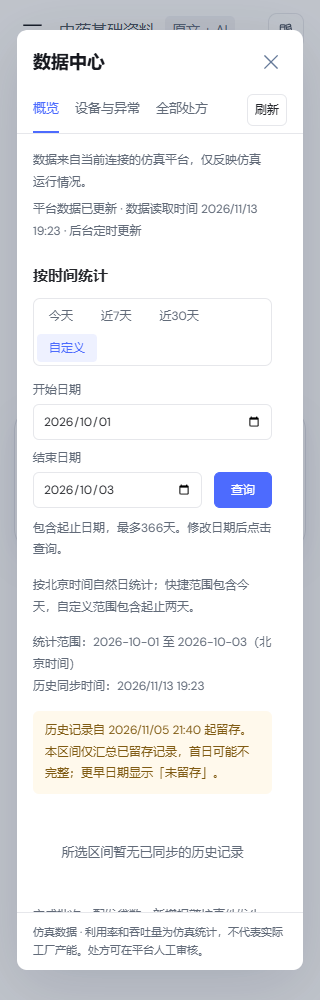 数据中心
概览 设备与异常 全部处方 刷新
数据来自当前连接的仿真平台，仅反映仿真
运行情况。
平台数据已更新 · 数据读取时间 2026/11/13
19:23 · 后台定时更新
按时间统计
今天 近7天 近30天
自定义
开始日期
2026/10/01
结束日期
2026/10/03 查询
包含起止日期，最多366天。修改日期后点击
查询。
按北京时间自然日统计；快捷范围包含今
天，自定义范围包含起止两天。
统计范围：2026-10-01 至 2026-10-03（北
京时间）
历史同步时间：2026/11/13 19:23
历史记录自 2026/11/05 21:40 起留存。
本区间仅汇总已留存记录，首日可能不
完整；更早日期显示「未留存」。
所选区间暂无已同步的历史记录
仿真数据 · 利用率和吞吐量为仿真统计，不代表实际
工厂产能。处方可在平台人工审核。